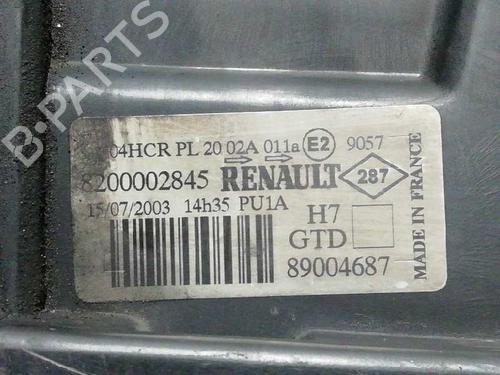 04HCR PL 20 02A 011a E2 9057
8200002845 RENAULT 287
15/07/2003 14h35 PU1A H7
GTD
89004687
MADE IN FRANCE
B-PARTS